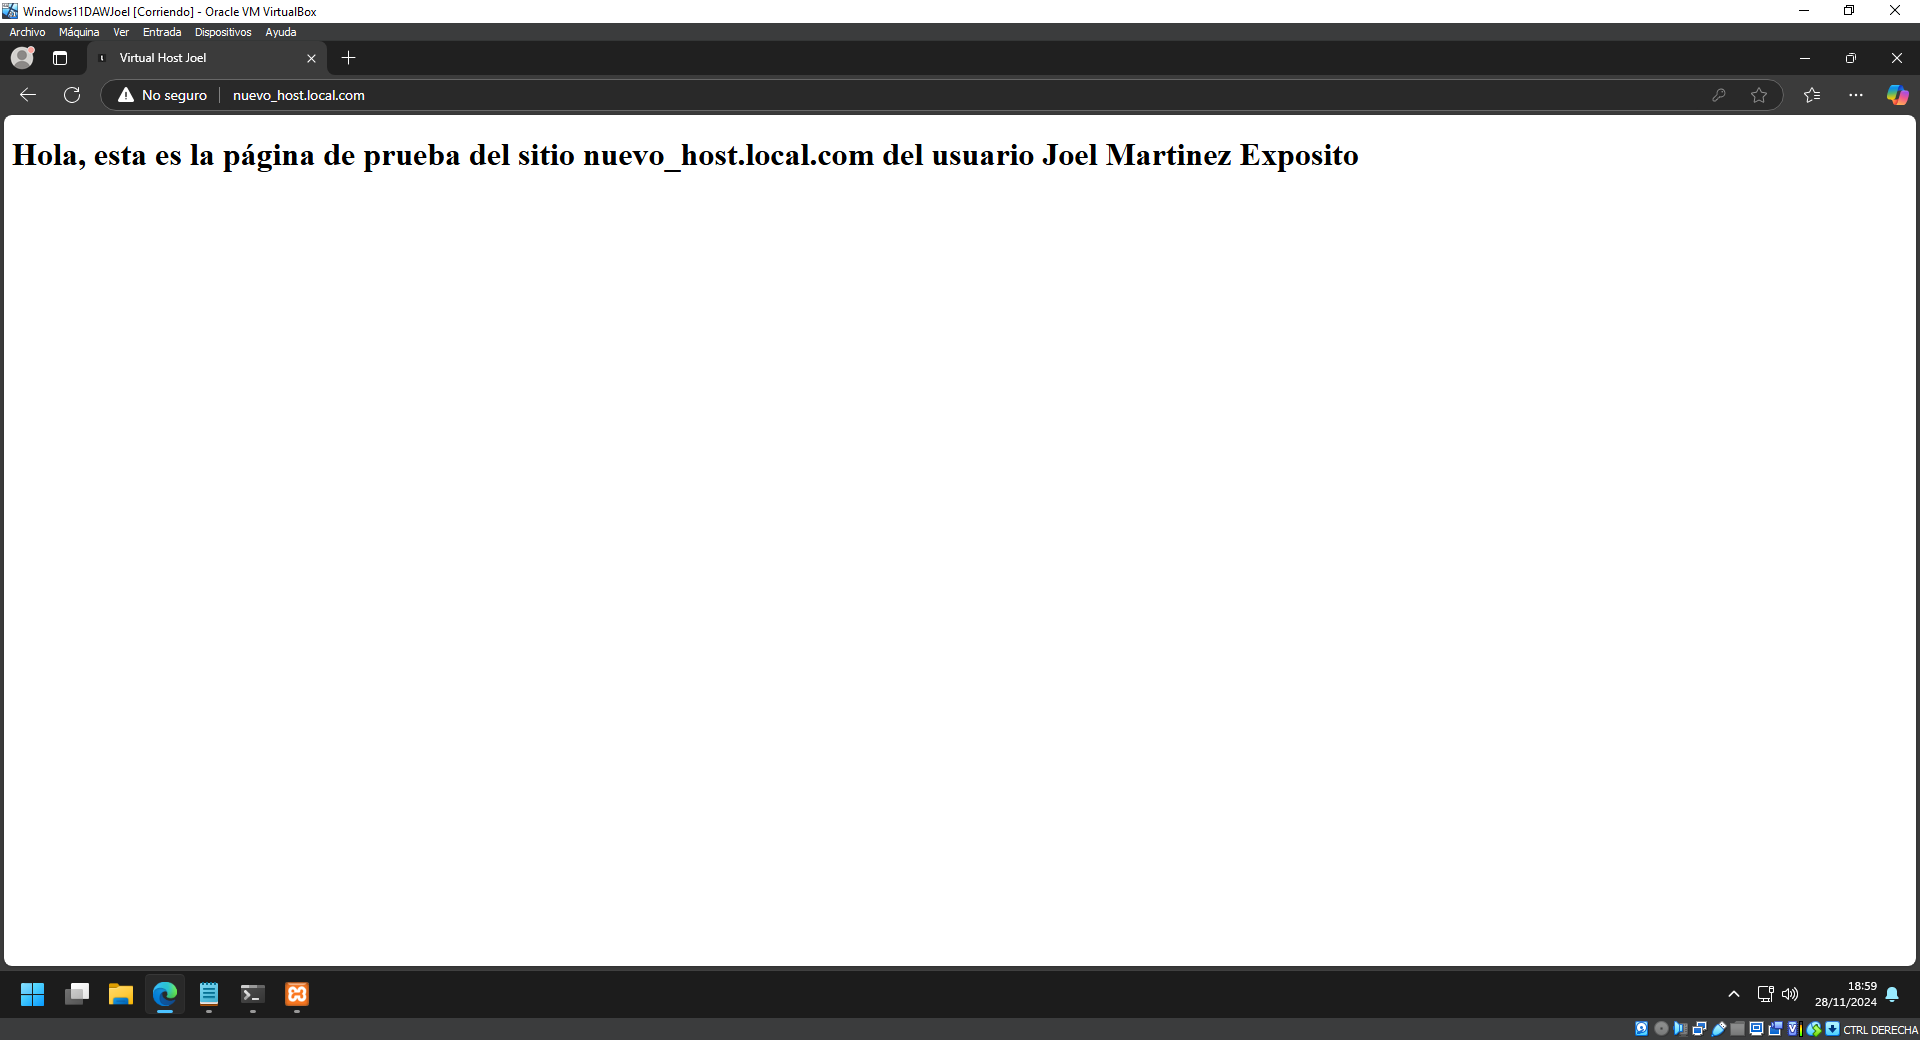 Windows11DAWJoel [Corriendo] - Oracle VM VirtualBox
Archivo Máquina Ver Entrada Dispositivos Ayuda
Virtual Host Joel
No seguro nuevo_host.local.com
Hola, esta es la página de prueba del sitio nuevo_host.local.com del usuario Joel Martinez Exposito
18:59
28/11/2024
CTRL DERECHA